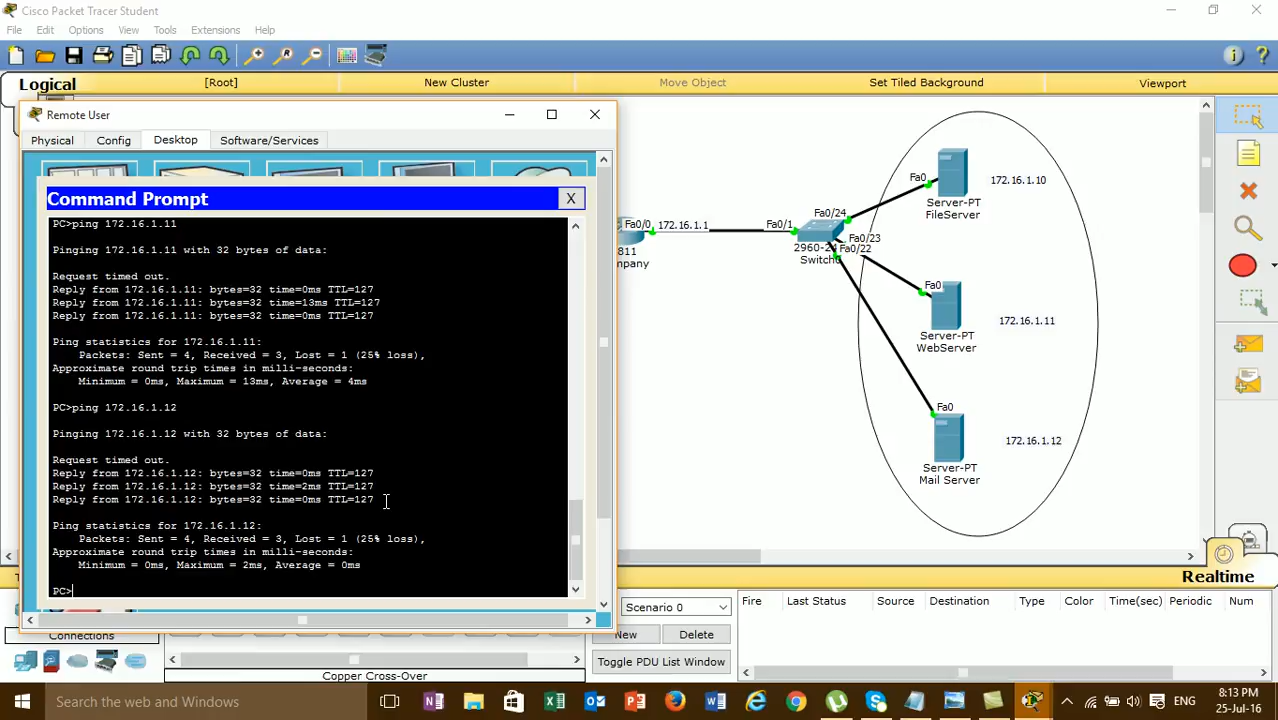 Cisco Packet Tracer Student
File Edit Options View Tools Extensions Help
Logical [Root] New Cluster Move Object Set Tiled Background Viewport
Remote User
Physical Config Desktop Software/Services
Command Prompt X
PC>ping 172.16.1.11
Pinging 172.16.1.11 with 32 bytes of data:
Request timed out.
Reply from 172.16.1.11: bytes=32 time=0ms TTL=127
Reply from 172.16.1.11: bytes=32 time=13ms TTL=127
Reply from 172.16.1.11: bytes=32 time=0ms TTL=127
Ping statistics for 172.16.1.11:
Packets: Sent = 4, Received = 3, Lost = 1 (25% loss),
Approximate round trip times in milli-seconds:
Minimum = 0ms, Maximum = 13ms, Average = 4ms
PC>ping 172.16.1.12
Pinging 172.16.1.12 with 32 bytes of data:
Request timed out.
Reply from 172.16.1.12: bytes=32 time=0ms TTL=127
Reply from 172.16.1.12: bytes=32 time=2ms TTL=127
Reply from 172.16.1.12: bytes=32 time=0ms TTL=127
Ping statistics for 172.16.1.12:
Packets: Sent = 4, Received = 3, Lost = 1 (25% loss),
Approximate round trip times in milli-seconds:
Minimum = 0ms, Maximum = 2ms, Average = 0ms
PC>
Fa0/0 172.16.1.1 Fa0/1
811
mpany
Fa0/24
Fa0/23
Fa0/22
2960-24
Switch0
Fa0
172.16.1.10
Server-PT
FileServer
Fa0
172.16.1.11
Server-PT
WebServer
Fa0
172.16.1.12
Server-PT
Mail Server
Realtime
Scenario 0
New Delete
Toggle PDU List Window
Fire Last Status Source Destination Type Color Time(sec) Periodic Num
Connections
Copper Cross-Over
Search the web and Windows
ENG
8:13 PM
25-Jul-16